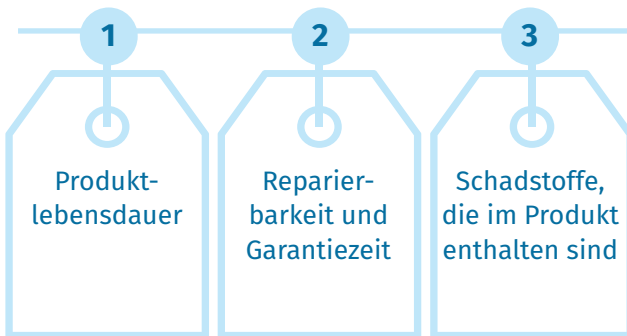 1
Produkt-
lebensdauer
2
Reparier-
barkeit und
Garantiezeit
3
Schadstoffe,
die im Produkt
enthalten sind